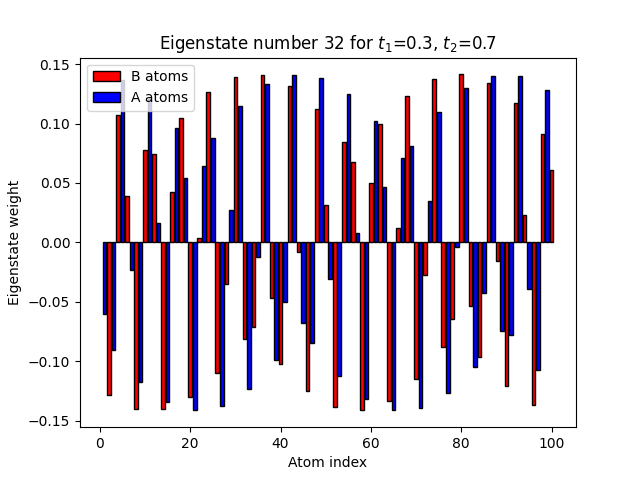 Eigenstate number 32 for t₁=0.3, t₂=0.7
B atoms
A atoms
Eigenstate weight
0.15
0.10
0.05
0.00
−0.05
−0.10
−0.15
0 20 40 60 80 100
Atom index